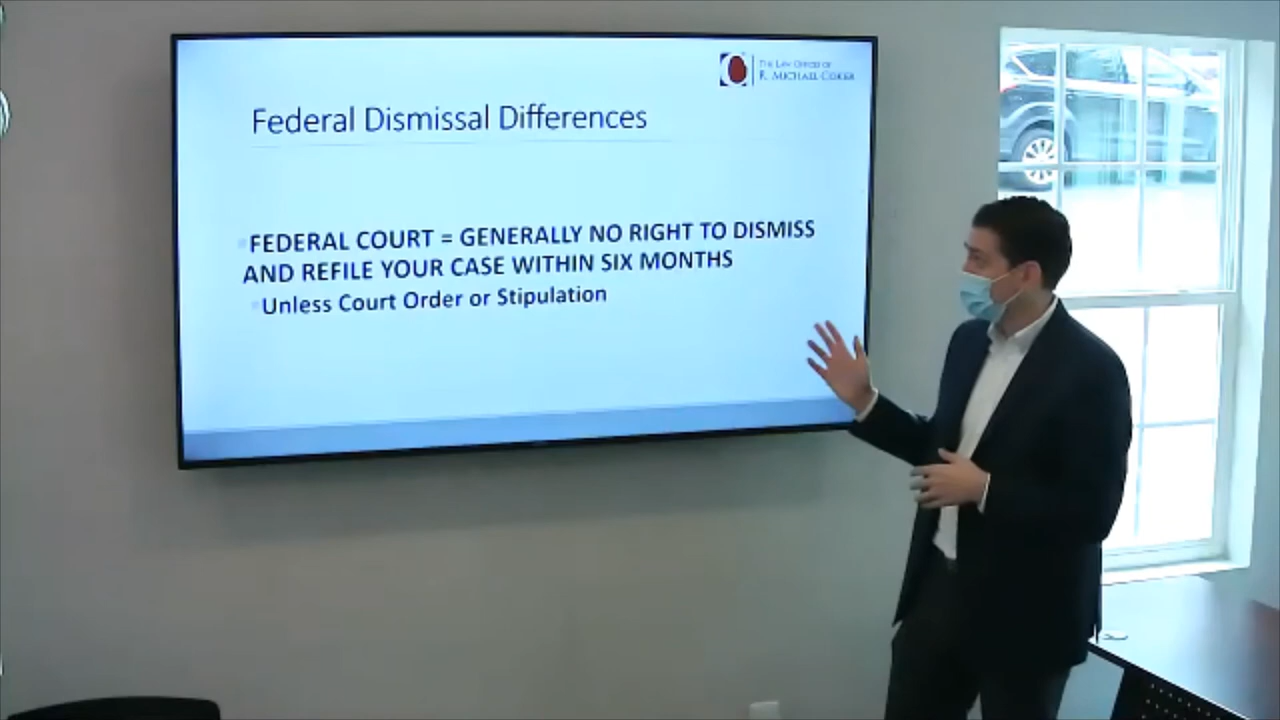 THE LAW OFFICE OF
R. MICHAEL COKER
Federal Dismissal Differences
FEDERAL COURT = GENERALLY NO RIGHT TO DISMISS
AND REFILE YOUR CASE WITHIN SIX MONTHS
Unless Court Order or Stipulation